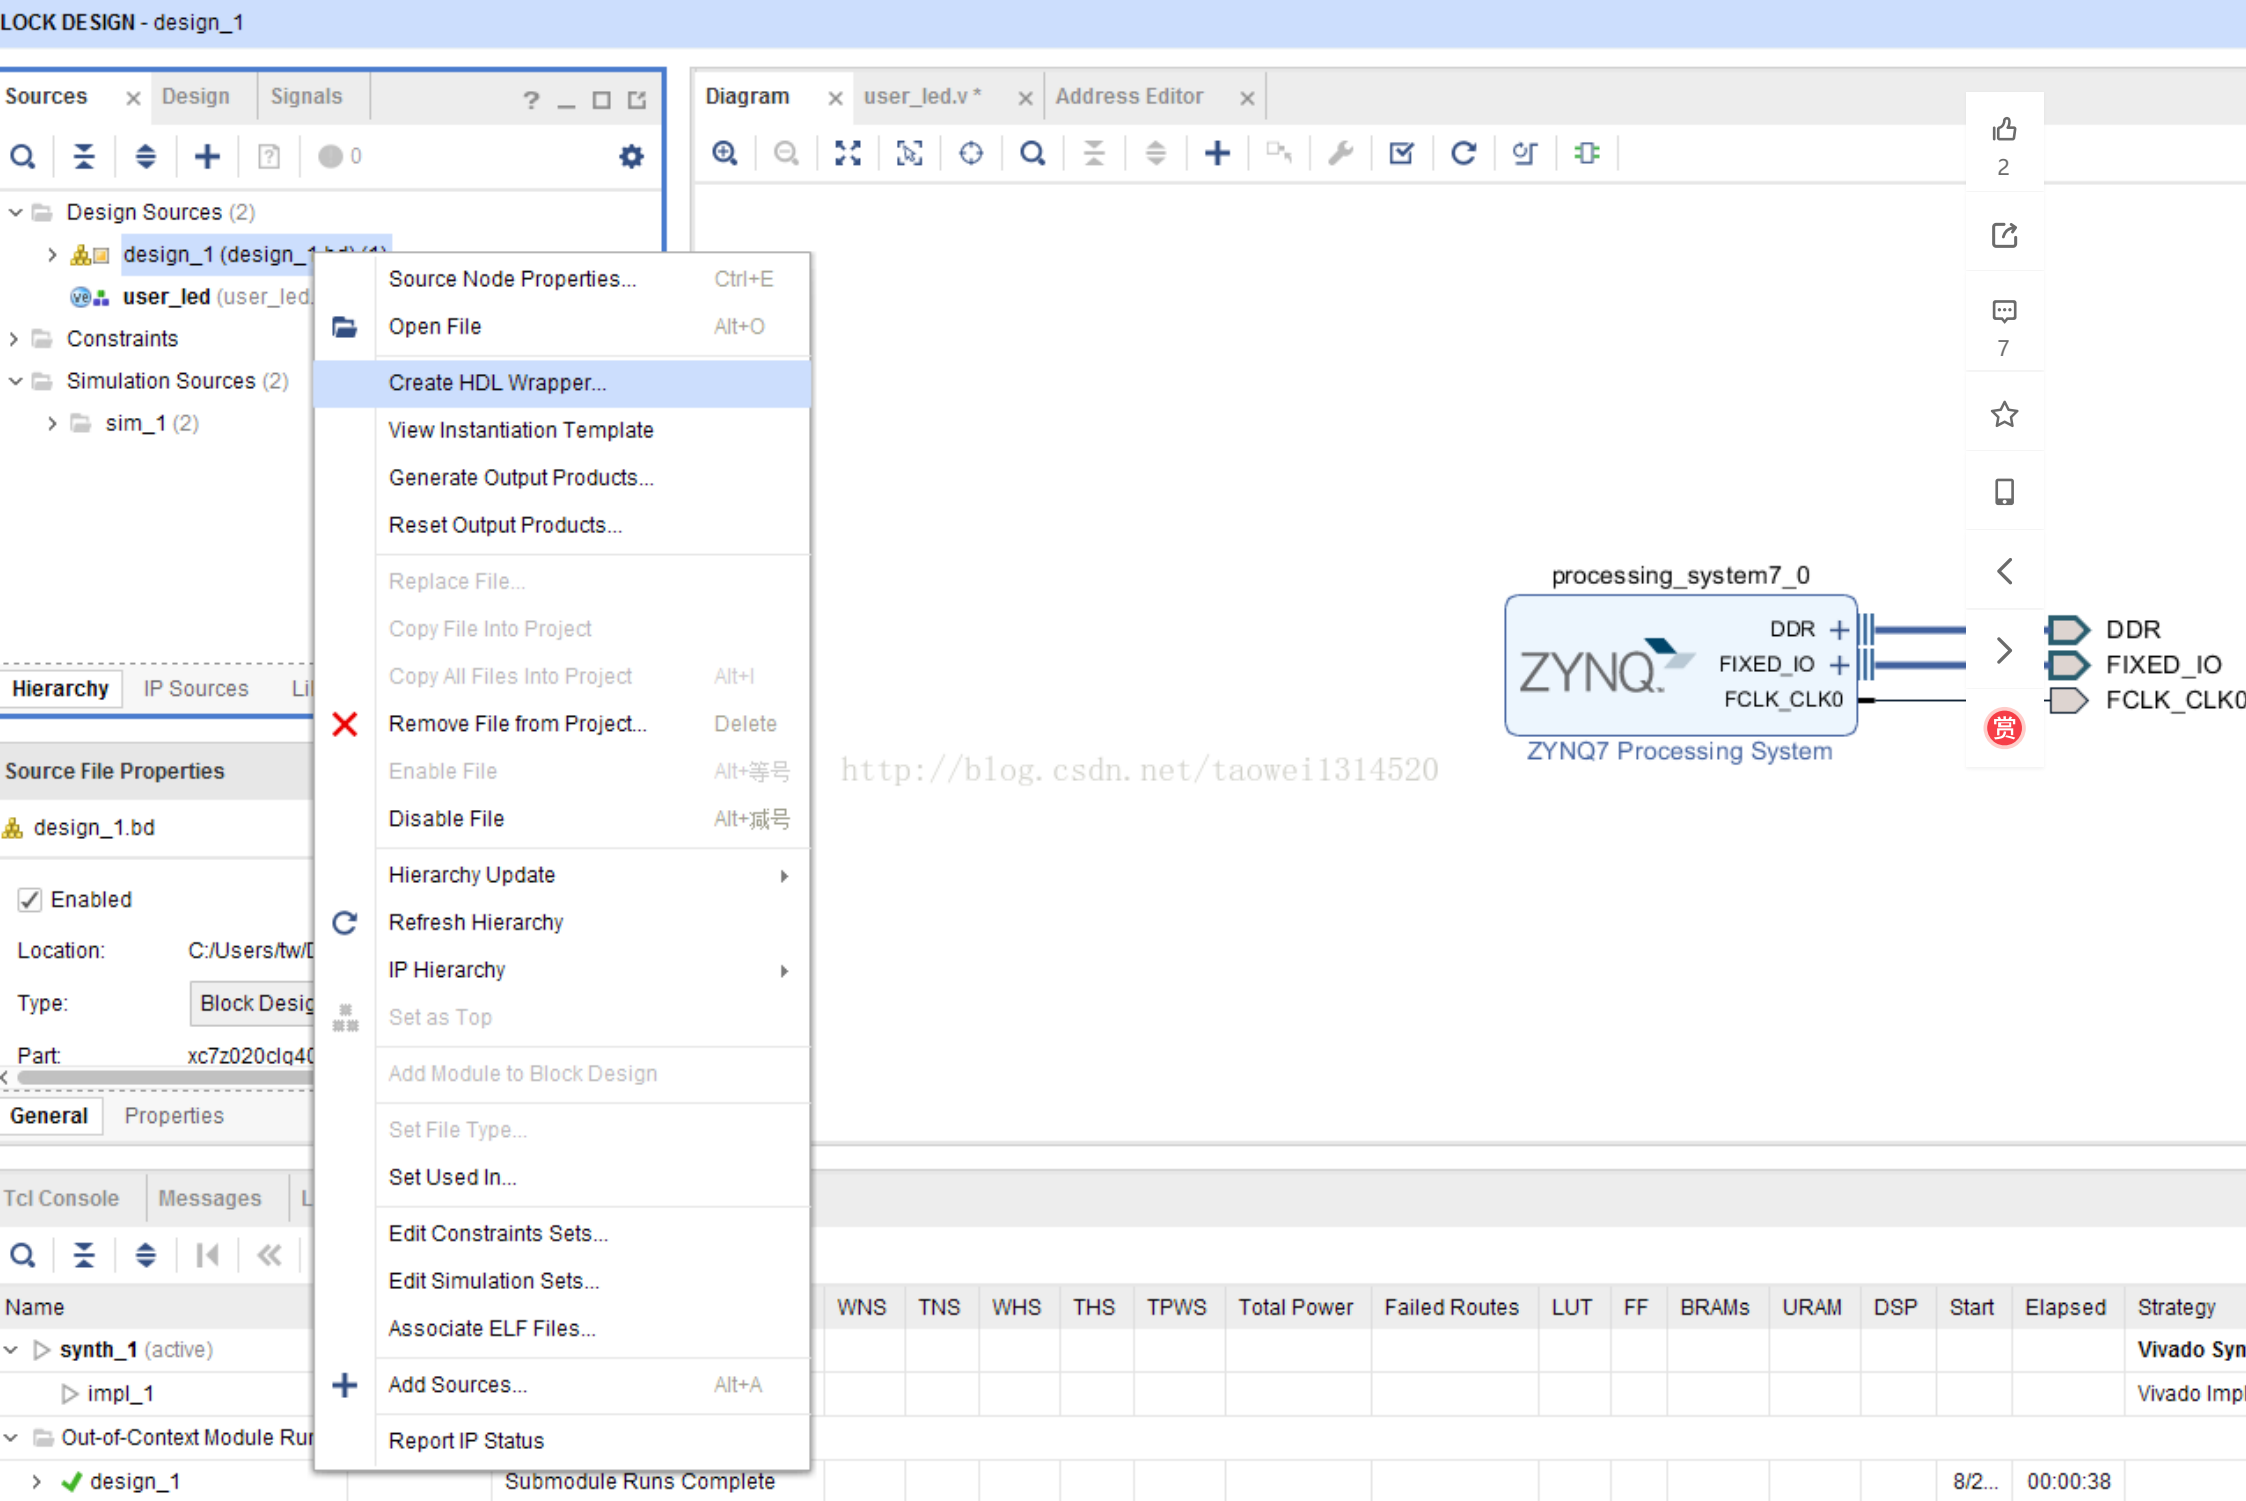 LOCK DESIGN - design_1
Sources Design Signals ?
0
Design Sources (2)
design_1 (design_1.bd) (1)
user_led (user_led.
Constraints
Simulation Sources (2)
sim_1 (2)
Hierarchy IP Sources
Source File Properties
design_1.bd
Enabled
Location: C:/Users/tw/
Type: Block Desig
Part: xc7z020clg40
General Properties
Source Node Properties... Ctrl+E
Open File Alt+O
Create HDL Wrapper...
View Instantiation Template
Generate Output Products...
Reset Output Products...
Replace File...
Copy File Into Project
Copy All Files Into Project Alt+I
Remove File from Project... Delete
Enable File Alt+等号
Disable File Alt+减号
Hierarchy Update
Refresh Hierarchy
IP Hierarchy
Set as Top
Add Module to Block Design
Set File Type...
Set Used In...
Edit Constraints Sets...
Edit Simulation Sets...
Associate ELF Files...
Add Sources... Alt+A
Report IP Status
Diagram user_led.v * Address Editor
processing_system7_0
DDR
FIXED_IO
FCLK_CLK0
ZYNQ
ZYNQ7 Processing System
DDR
FIXED_IO
FCLK_CLK0
http://blog.csdn.net/taowei1314520
2
7
赏
Tcl Console Messages L
Name WNS TNS WHS THS TPWS Total Power Failed Routes LUT FF BRAMs URAM DSP Start Elapsed Strategy
synth_1 (active) Vivado Syn
impl_1 Vivado Impl
Out-of-Context Module Run
design_1 Submodule Runs Complete 8/2... 00:00:38